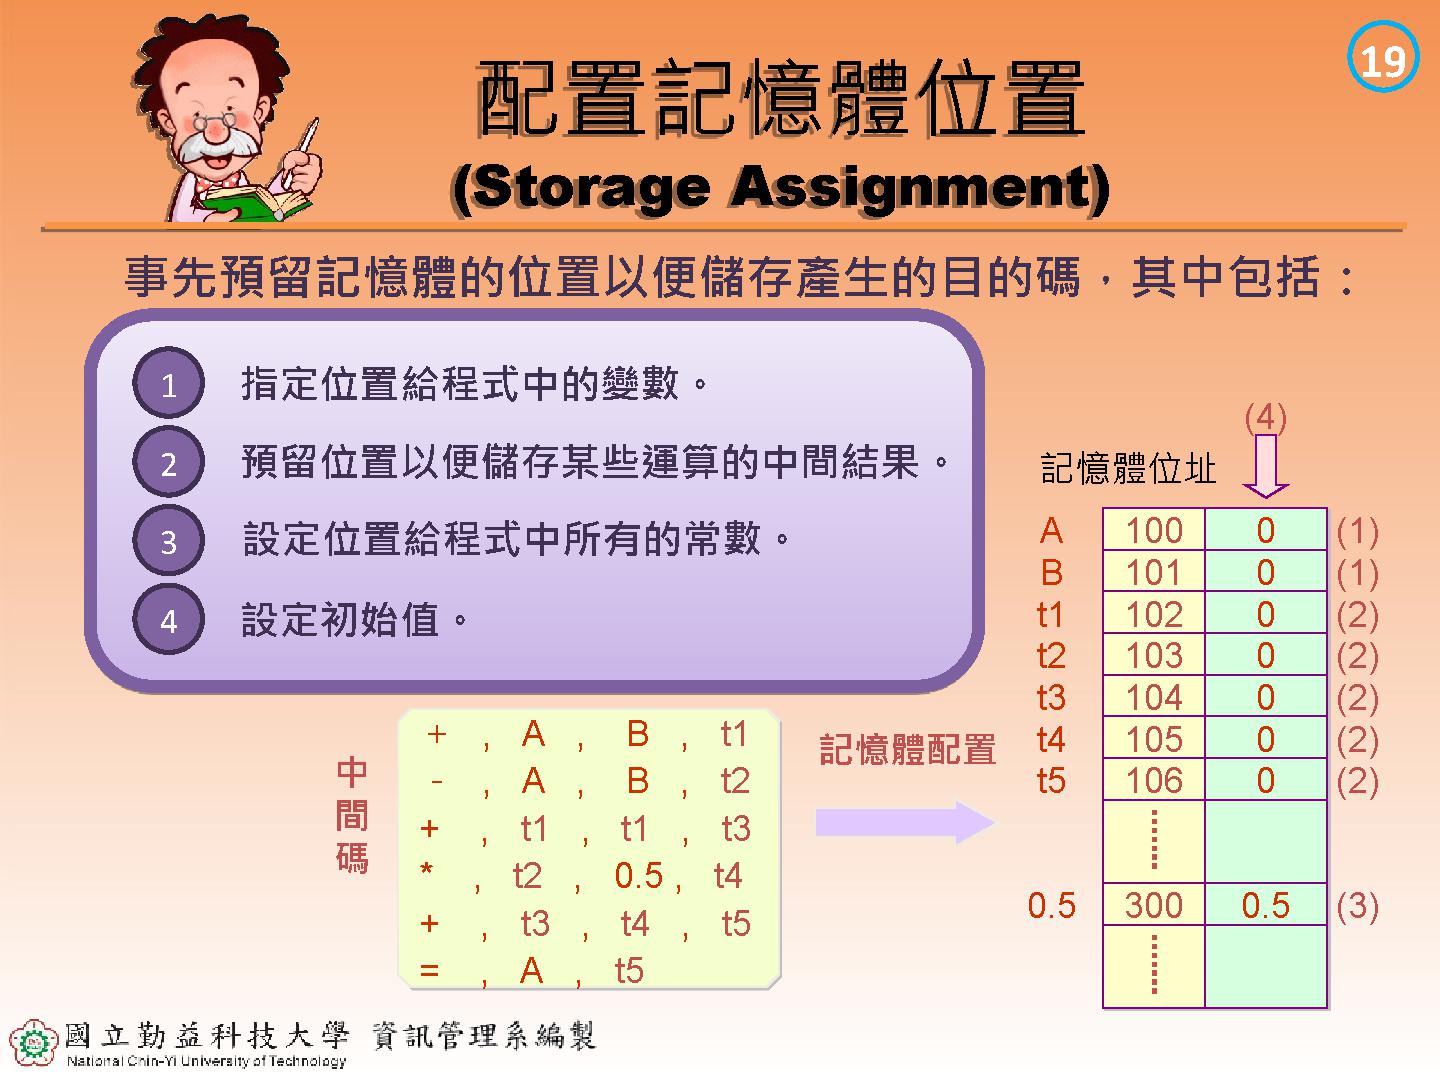 19
配置記憶體位置
(Storage Assignment)
事先預留記憶體的位置以便儲存產生的目的碼，其中包括：
1 指定位置給程式中的變數。
2 預留位置以便儲存某些運算的中間結果。
3 設定位置給程式中所有的常數。
4 設定初始值。
(4)
記憶體位址
A 100 0 (1)
B 101 0 (1)
t1 102 0 (2)
t2 103 0 (2)
t3 104 0 (2)
t4 105 0 (2)
t5 106 0 (2)
0.5 300 0.5 (3)
中間碼
+ , A , B , t1
- , A , B , t2
+ , t1 , t1 , t3
* , t2 , 0.5 , t4
+ , t3 , t4 , t5
= , A , t5
記憶體配置
國立勤益科技大學 資訊管理系編製
National Chin-Yi University of Technology